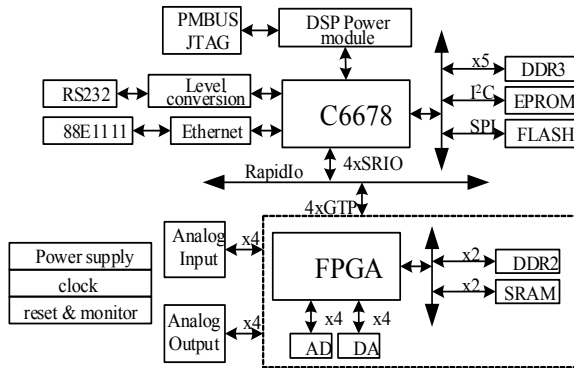 PMBUS
JTAG
DSP Power
module
RS232
Level
conversion
88E1111
Ethernet
C6678
x5
DDR3
I²C
EPROM
SPI
FLASH
RapidIo
4xSRIO
4xGTP
Analog
Input
x4
Power supply
clock
reset & monitor
Analog
Output
x4
FPGA
x2
DDR2
x2
SRAM
x4
x4
AD
DA